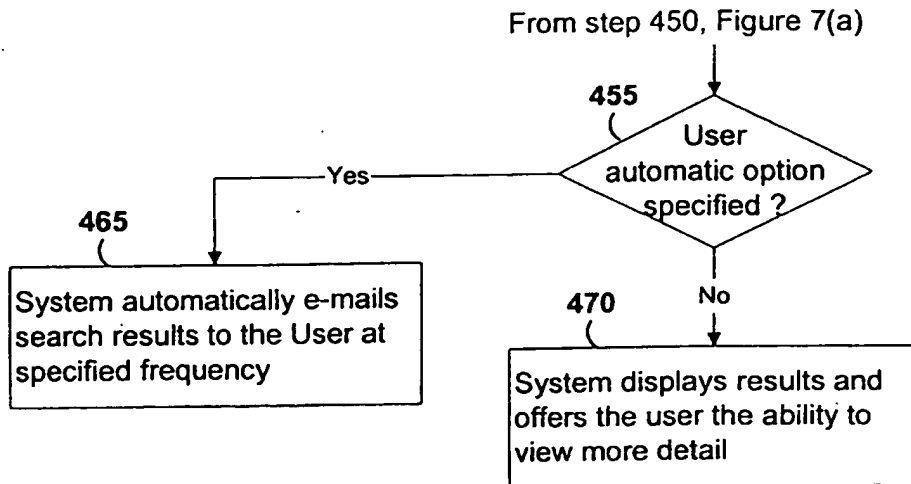 From step 450, Figure 7(a)
455
User
automatic option
specified ?
Yes
465
System automatically e-mails
search results to the User at
specified frequency
No
470
System displays results and
offers the user the ability to
view more detail